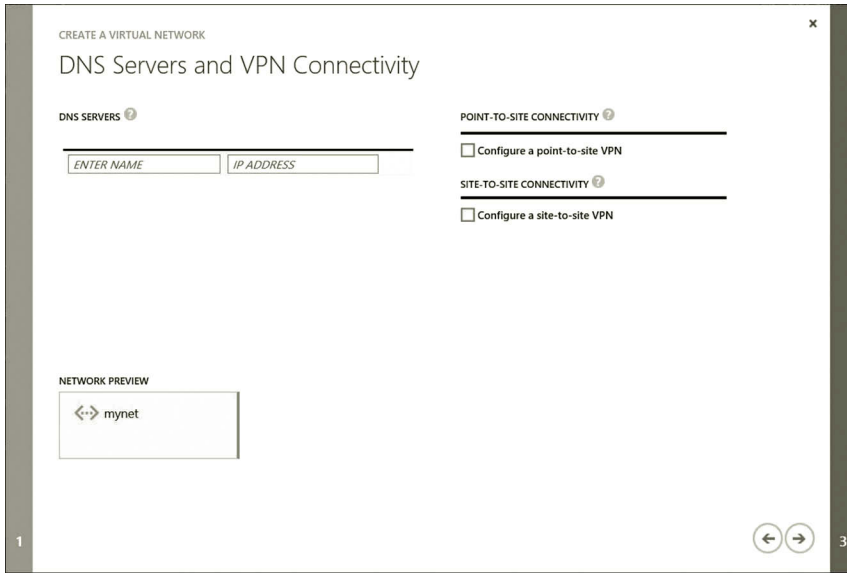 CREATE A VIRTUAL NETWORK
DNS Servers and VPN Connectivity
DNS SERVERS ?
ENTER NAME
IP ADDRESS
POINT-TO-SITE CONNECTIVITY ?
Configure a point-to-site VPN
SITE-TO-SITE CONNECTIVITY ?
Configure a site-to-site VPN
NETWORK PREVIEW
mynet
1
3